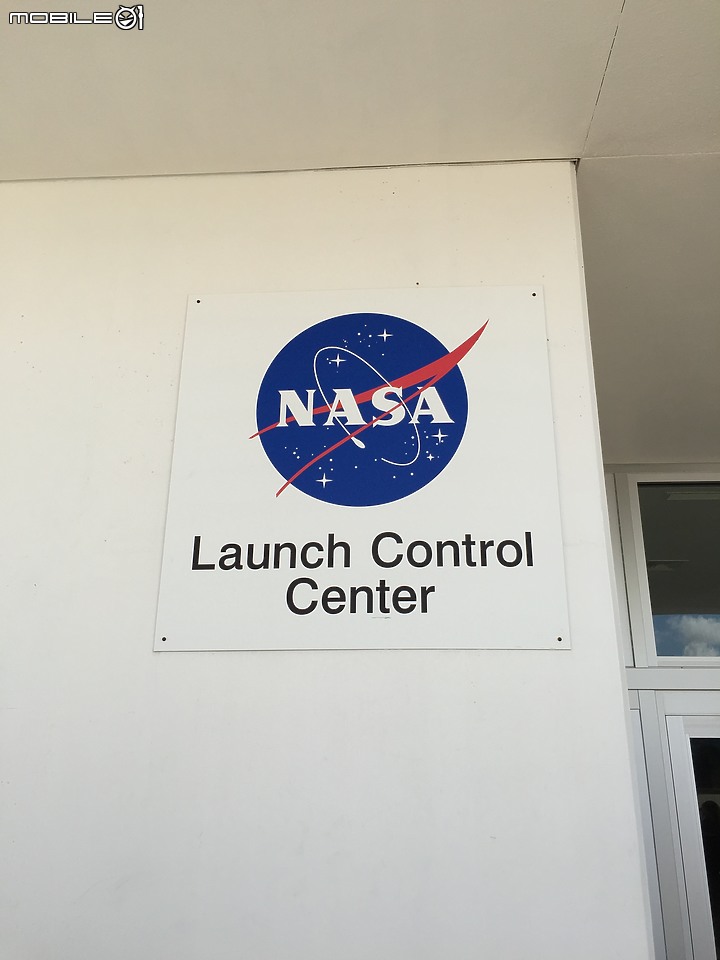 MOBILE01
NASA
Launch Control
Center